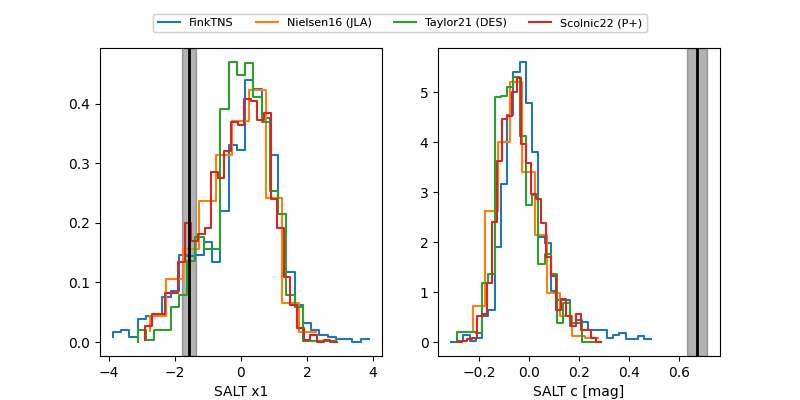 FinkTNS Nielsen16 (JLA) Taylor21 (DES) Scolnic22 (P+)
0.4
0.3
0.2
0.1
0.0
−4 −2 0 2 4
SALT x1
5
4
3
2
1
0
−0.2 0.0 0.2 0.4 0.6
SALT c [mag]